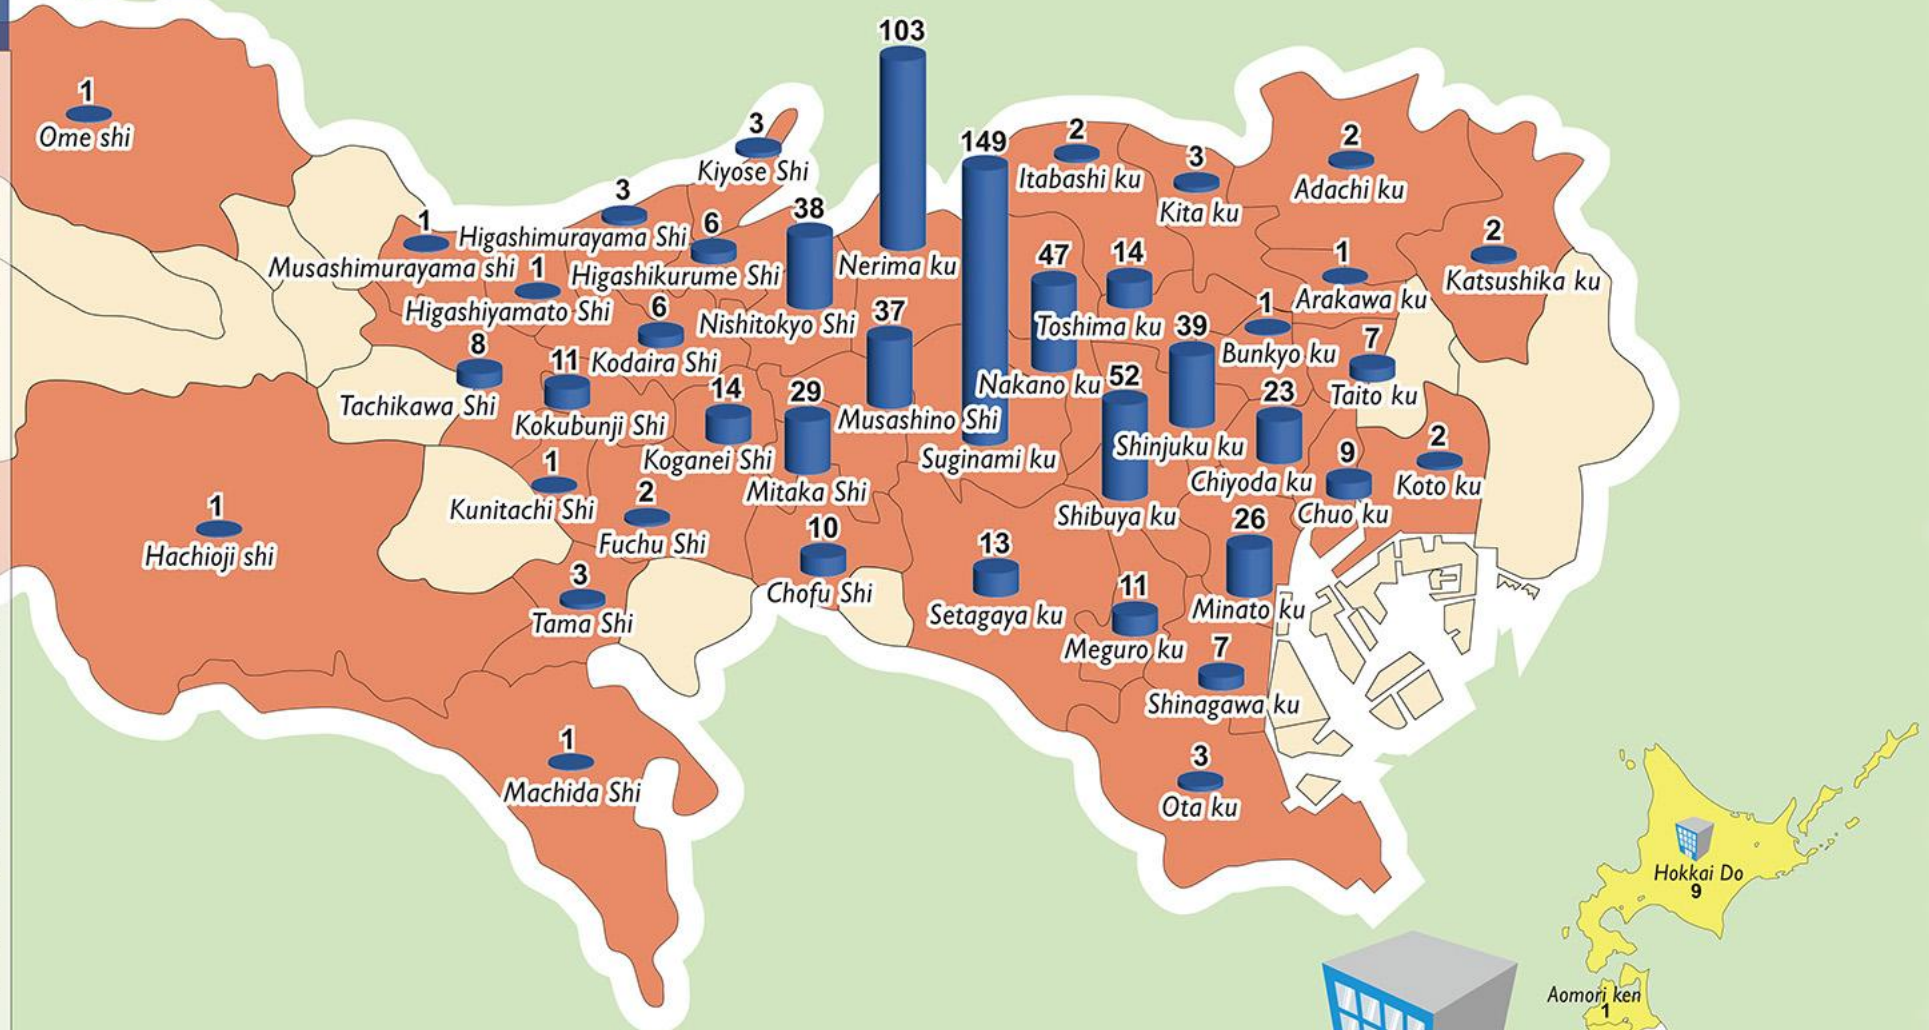 103
1
Ome shi
3
Kiyose Shi
149
2
Itabashi ku
3
Kita ku
2
Adachi ku
3
Higashimurayama Shi
38
1
Musashimurayama shi
6
Higashikurume Shi
Nerima ku
47
14
2
Katsushika ku
1
Arakawa ku
1
Higashiyamato Shi
6
Kodaira Shi
Nishitokyo Shi
37
Toshima ku
39
1
Bunkyo ku
7
Taito ku
8
Tachikawa Shi
11
Kokubunji Shi
14
Koganei Shi
29
Mitaka Shi
Musashino Shi
Suginami ku
Nakano ku
52
Shinjuku ku
23
Chiyoda ku
9
Chuo ku
2
Koto ku
1
Kunitachi Shi
2
Fuchu Shi
Shibuya ku
1
Hachioji shi
10
Chofu Shi
13
Setagaya ku
26
Minato ku
3
Tama Shi
11
Meguro ku
7
Shinagawa ku
1
Machida Shi
3
Ota ku
Hokkai Do
9
Aomori ken
1